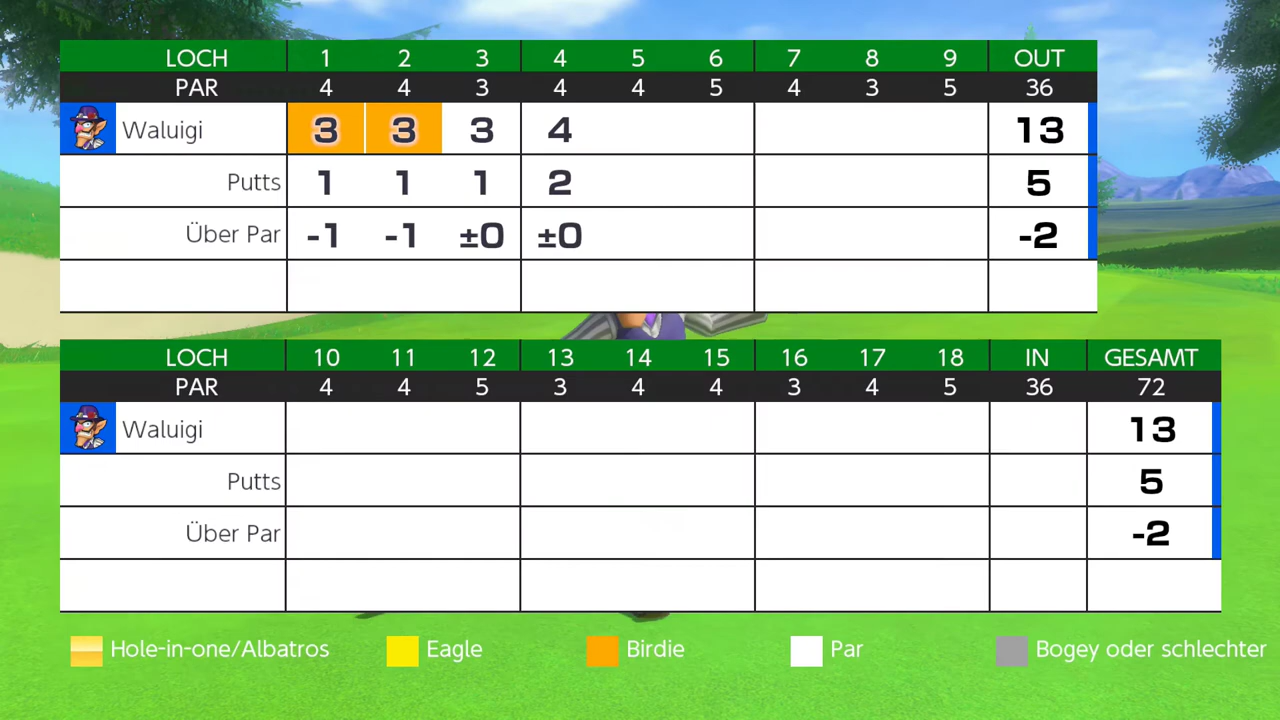 LOCH 1 2 3 4 5 6 7 8 9 OUT
PAR 4 4 3 4 4 5 4 3 5 36
Waluigi 3 3 3 4 13
Putts 1 1 1 2 5
Über Par -1 -1 ±0 ±0 -2
LOCH 10 11 12 13 14 15 16 17 18 IN GESAMT
PAR 4 4 5 3 4 4 3 4 5 36 72
Waluigi 13
Putts 5
Über Par -2
Hole-in-one/Albatros Eagle Birdie Par Bogey oder schlechter